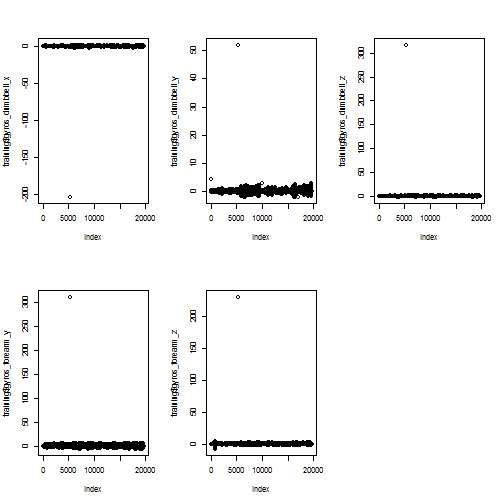 training$gyros_dumbbell_x
-200 -150 -100 -50 0
0 5000 10000 20000
Index
training$gyros_dumbbell_y
0 10 20 30 40 50
0 5000 10000 20000
Index
training$gyros_dumbbell_z
0 50 100 150 200 250 300
0 5000 10000 20000
Index
training$gyros_forearm_y
0 50 100 150 200 250 300
0 5000 10000 20000
Index
training$gyros_forearm_z
0 50 100 150 200
0 5000 10000 20000
Index